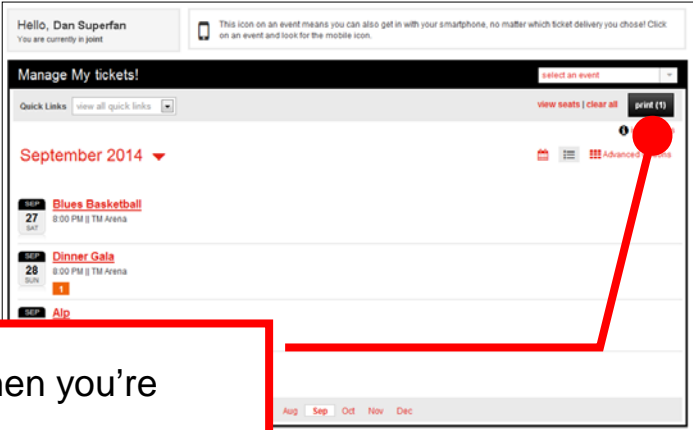 Hello, Dan Superfan
You are currently in joint
This icon on an event means you can also get in with your smartphone, no matter which ticket delivery you chose! Click
on an event and look for the mobile icon.
Manage My tickets!
select an event
Quick Links view all quick links
view seats | clear all print (1)
September 2014
Advanced
SEP 27 SAT
Blues Basketball
8:00 PM || TM Arena
SEP 28 SUN
Dinner Gala
8:00 PM || TM Arena
1
SEP
Alp
hen you're
Aug Sep Oct Nov Dec